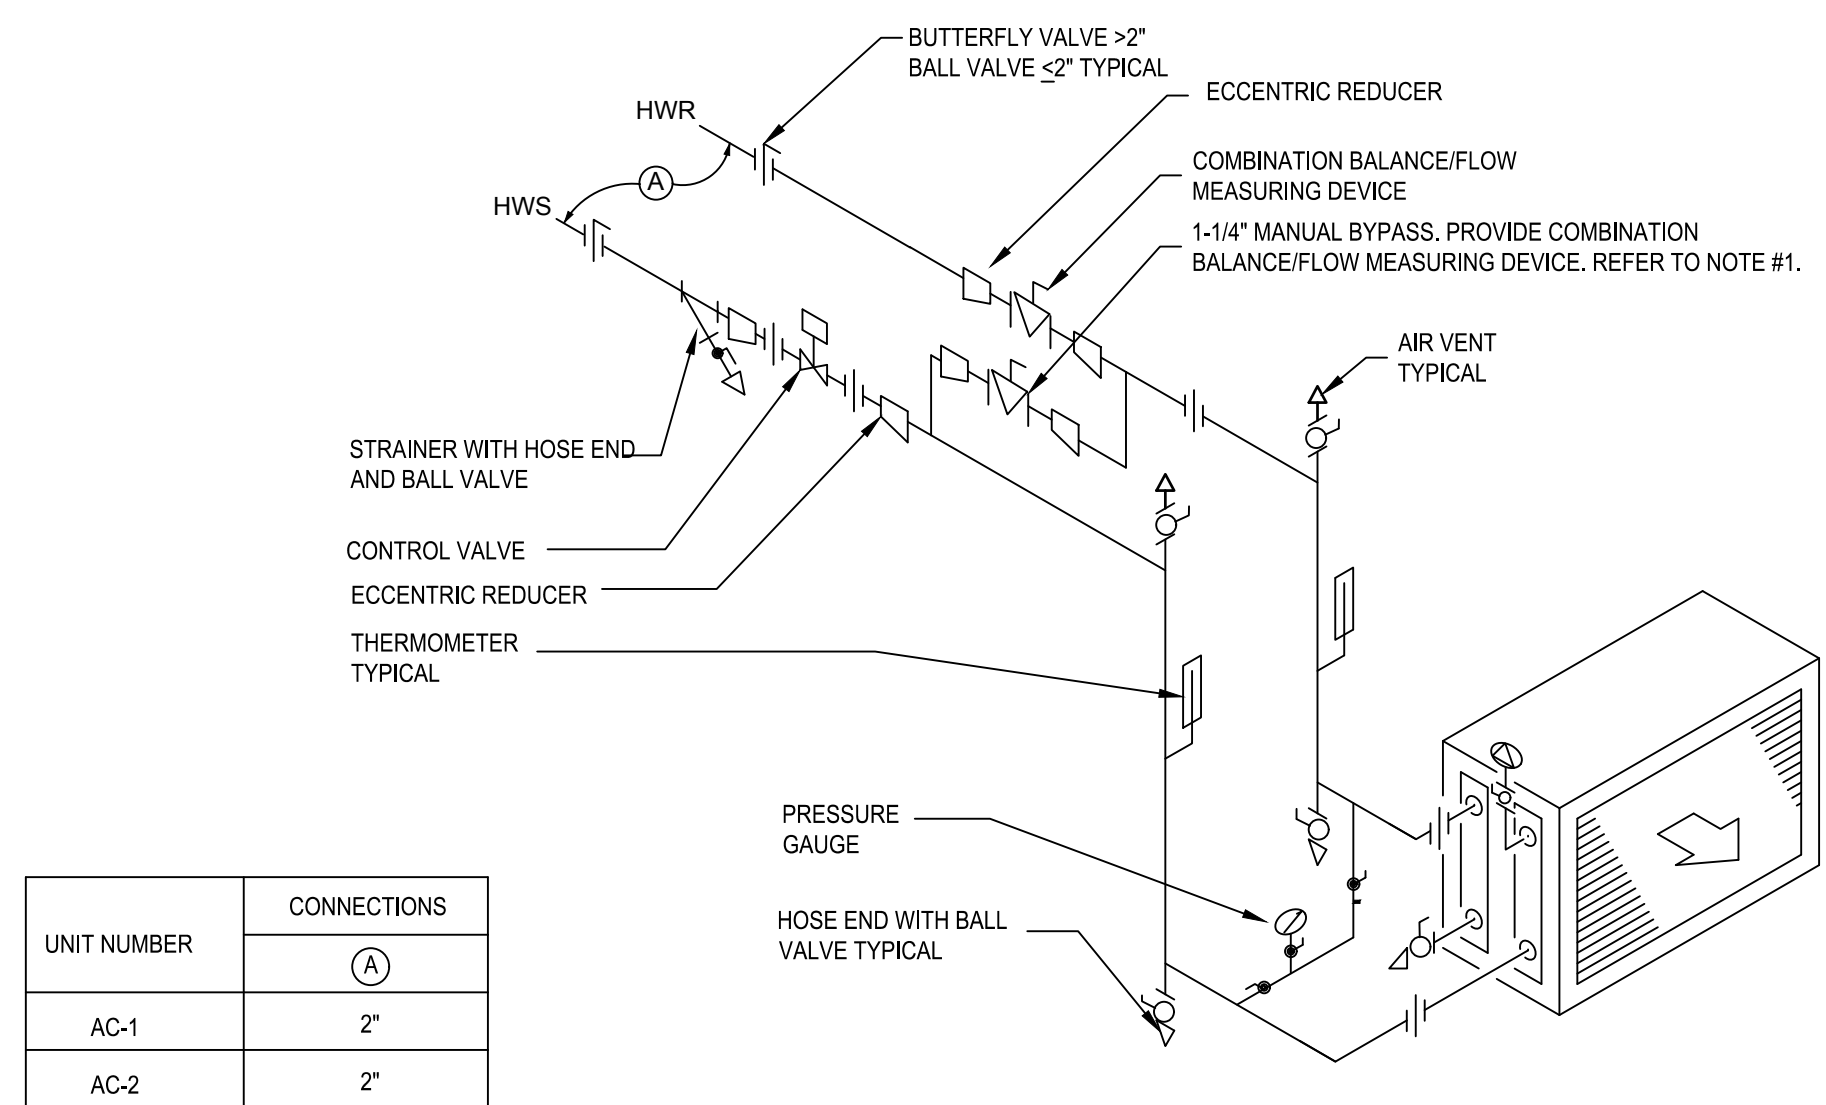 BUTTERFLY VALVE >2"
BALL VALVE ≤2" TYPICAL
ECCENTRIC REDUCER
HWR
COMBINATION BALANCE/FLOW
MEASURING DEVICE
A
HWS
1-1/4" MANUAL BYPASS. PROVIDE COMBINATION
BALANCE/FLOW MEASURING DEVICE. REFER TO NOTE #1.
AIR VENT
TYPICAL
STRAINER WITH HOSE END
AND BALL VALVE
CONTROL VALVE
ECCENTRIC REDUCER
THERMOMETER
TYPICAL
PRESSURE
GAUGE
HOSE END WITH BALL
VALVE TYPICAL
UNIT NUMBER
CONNECTIONS
A
AC-1 2"
AC-2 2"